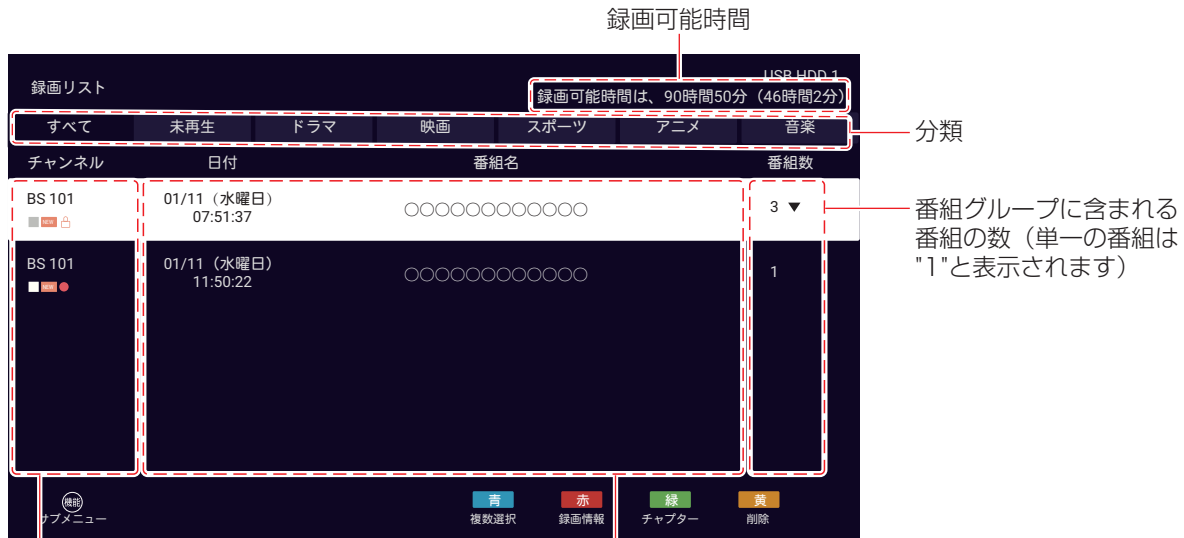 録画可能時間
USB HDD 1
録画リスト
録画可能時間は、90時間50分（46時間2分）
すべて 未再生 ドラマ 映画 スポーツ アニメ 音楽
分類
チャンネル 日付 番組名 番組数
BS 101 01/11（水曜日） ○○○○○○○○○○○○ 3 ▼
NEW 07:51:37
番組グループに含まれる
番組の数（単一の番組は
"1"と表示されます）
BS 101 01/11（水曜日） ○○○○○○○○○○○○ 1
NEW 11:50:22
機能 青 赤 緑 黄
サブメニュー 複数選択 録画情報 チャプター 削除